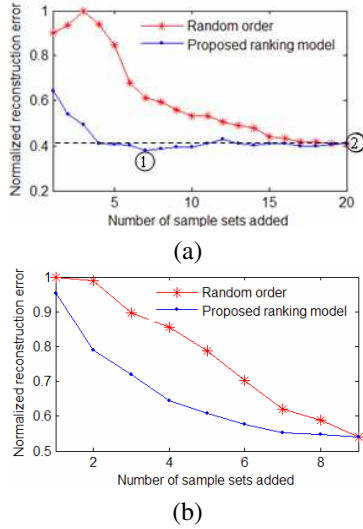 Normalized reconstruction error
1
0.8
0.6
0.4
0.2
Random order
Proposed ranking model
①
②
5 10 15 20
Number of sample sets added
(a)
Normalized reconstruction error
1
0.9
0.8
0.7
0.6
0.5
Random order
Proposed ranking model
2 4 6 8
Number of sample sets added
(b)